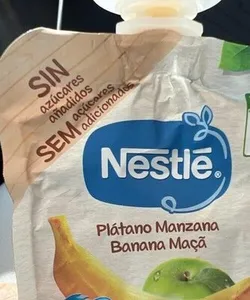 SIN
azúcares
añadidos
SEM açúcares
adicionados
Nestlé®
Plátano Manzana
Banana Maçã